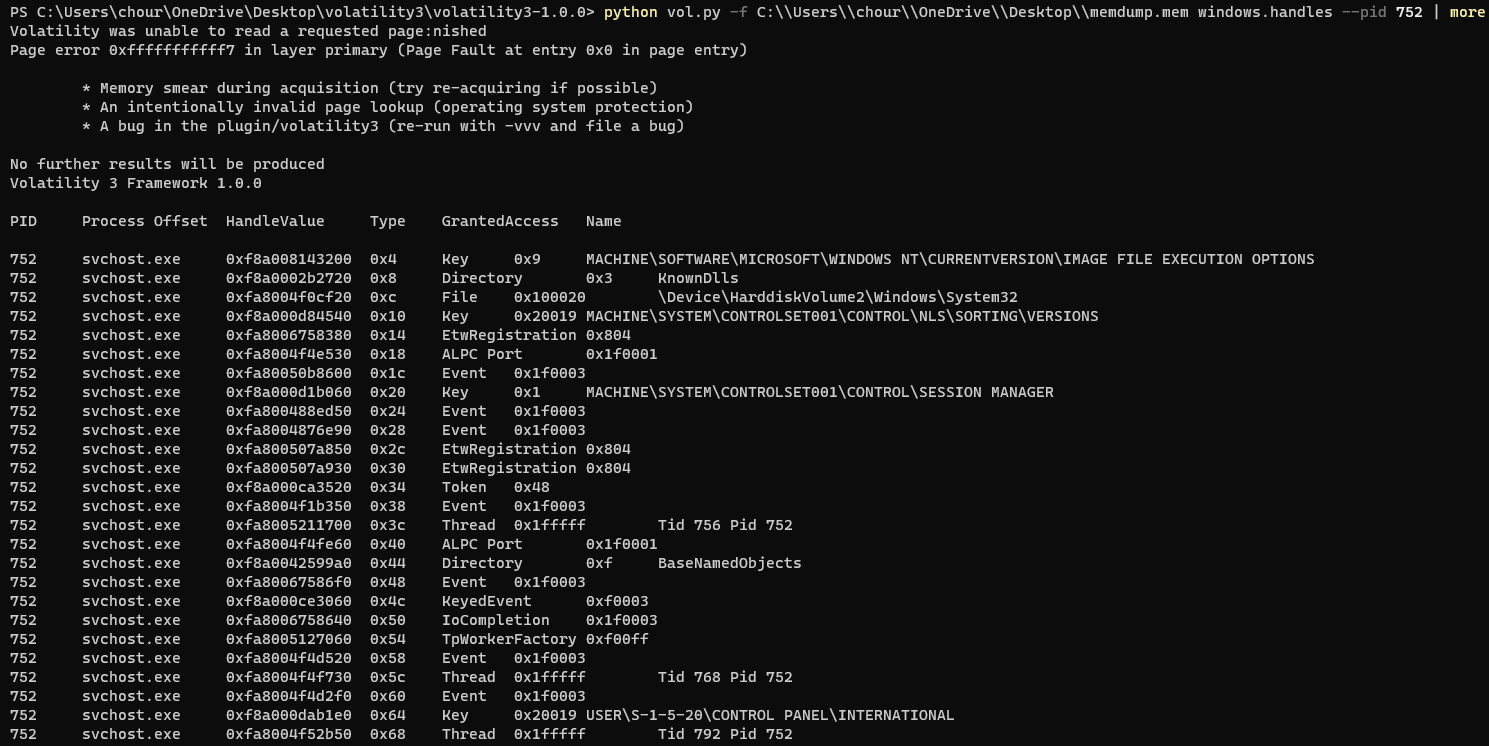 PS C:\Users\chour\OneDrive\Desktop\volatility3\volatility3-1.0.0> python vol.py -f C:\\Users\\chour\\OneDrive\\Desktop\\memdump.mem windows.handles --pid 752 | more
Volatility was unable to read a requested page:nished
Page error 0xfffffffffff7 in layer primary (Page Fault at entry 0x0 in page entry)
* Memory smear during acquisition (try re-acquiring if possible)
* An intentionally invalid page lookup (operating system protection)
* A bug in the plugin/volatility3 (re-run with -vvv and file a bug)
No further results will be produced
Volatility 3 Framework 1.0.0
PID Process Offset HandleValue Type GrantedAccess Name
752 svchost.exe 0xf8a008143200 0x4 Key 0x9 MACHINE\SOFTWARE\MICROSOFT\WINDOWS NT\CURRENTVERSION\IMAGE FILE EXECUTION OPTIONS
752 svchost.exe 0xf8a0002b2720 0x8 Directory 0x3 KnownDlls
752 svchost.exe 0xfa8004f0cf20 0xc File 0x100020 \Device\HarddiskVolume2\Windows\System32
752 svchost.exe 0xf8a000d84540 0x10 Key 0x20019 MACHINE\SYSTEM\CONTROLSET001\CONTROL\NLS\SORTING\VERSIONS
752 svchost.exe 0xfa8006758380 0x14 EtwRegistration 0x804
752 svchost.exe 0xfa8004f4e530 0x18 ALPC Port 0x1f0001
752 svchost.exe 0xfa80050b8600 0x1c Event 0x1f0003
752 svchost.exe 0xf8a000d1b060 0x20 Key 0x1 MACHINE\SYSTEM\CONTROLSET001\CONTROL\SESSION MANAGER
752 svchost.exe 0xfa800488ed50 0x24 Event 0x1f0003
752 svchost.exe 0xfa8004876e90 0x28 Event 0x1f0003
752 svchost.exe 0xfa800507a850 0x2c EtwRegistration 0x804
752 svchost.exe 0xfa800507a930 0x30 EtwRegistration 0x804
752 svchost.exe 0xf8a000ca3520 0x34 Token 0x48
752 svchost.exe 0xfa8004f1b350 0x38 Event 0x1f0003
752 svchost.exe 0xfa8005211700 0x3c Thread 0x1fffff Tid 756 Pid 752
752 svchost.exe 0xfa8004f4fe60 0x40 ALPC Port 0x1f0001
752 svchost.exe 0xf8a0042599a0 0x44 Directory 0xf BaseNamedObjects
752 svchost.exe 0xfa80067586f0 0x48 Event 0x1f0003
752 svchost.exe 0xf8a000ce3060 0x4c KeyedEvent 0xf0003
752 svchost.exe 0xfa8006758640 0x50 IoCompletion 0x1f0003
752 svchost.exe 0xfa8005127060 0x54 TpWorkerFactory 0xf00ff
752 svchost.exe 0xfa8004f4d520 0x58 Event 0x1f0003
752 svchost.exe 0xfa8004f4f730 0x5c Thread 0x1fffff Tid 768 Pid 752
752 svchost.exe 0xfa8004f4d2f0 0x60 Event 0x1f0003
752 svchost.exe 0xf8a000dab1e0 0x64 Key 0x20019 USER\S-1-5-20\CONTROL PANEL\INTERNATIONAL
752 svchost.exe 0xfa8004f52b50 0x68 Thread 0x1fffff Tid 792 Pid 752